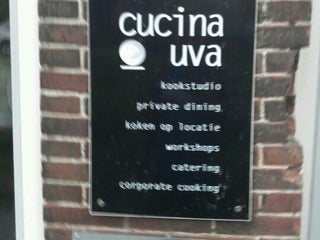 cucina
uva
kookstudio
private dining
koken op locatie
workshops
catering
corporate cooking